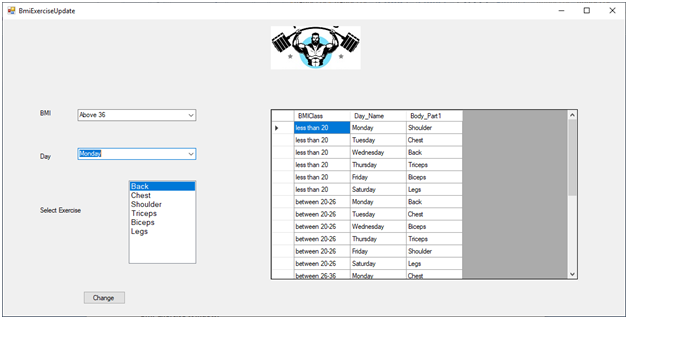 BmiExerciseUpdate
BMI
Above 36
Day
Monday
Select Exercise
Back
Chest
Shoulder
Triceps
Biceps
Legs
Change
BMIClass Day_Name Body_Part1
less than 20 Monday Shoulder
less than 20 Tuesday Chest
less than 20 Wednesday Back
less than 20 Thursday Triceps
less than 20 Friday Biceps
less than 20 Saturday Legs
between 20-26 Monday Back
between 20-26 Tuesday Chest
between 20-26 Wednesday Biceps
between 20-26 Thursday Triceps
between 20-26 Friday Shoulder
between 20-26 Saturday Legs
between 26-36 Monday Chest